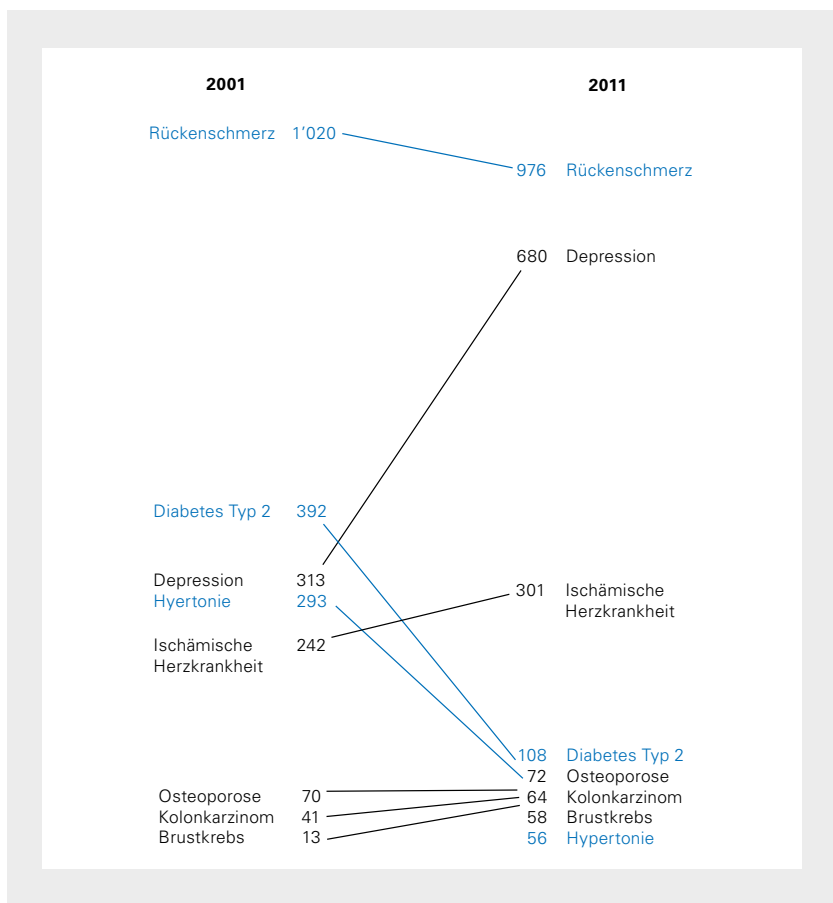 2001
2011
Rückenschmerz 1’020
976 Rückenschmerz
680 Depression
Diabetes Typ 2 392
Depression 313
Hyertonie 293
301 Ischämische
Herzkrankheit
Ischämische 242
Herzkrankheit
108 Diabetes Typ 2
72 Osteoporose
Osteoporose 70
64 Kolonkarzinom
Kolonkarzinom 41
58 Brustkrebs
Brustkrebs 13
56 Hypertonie